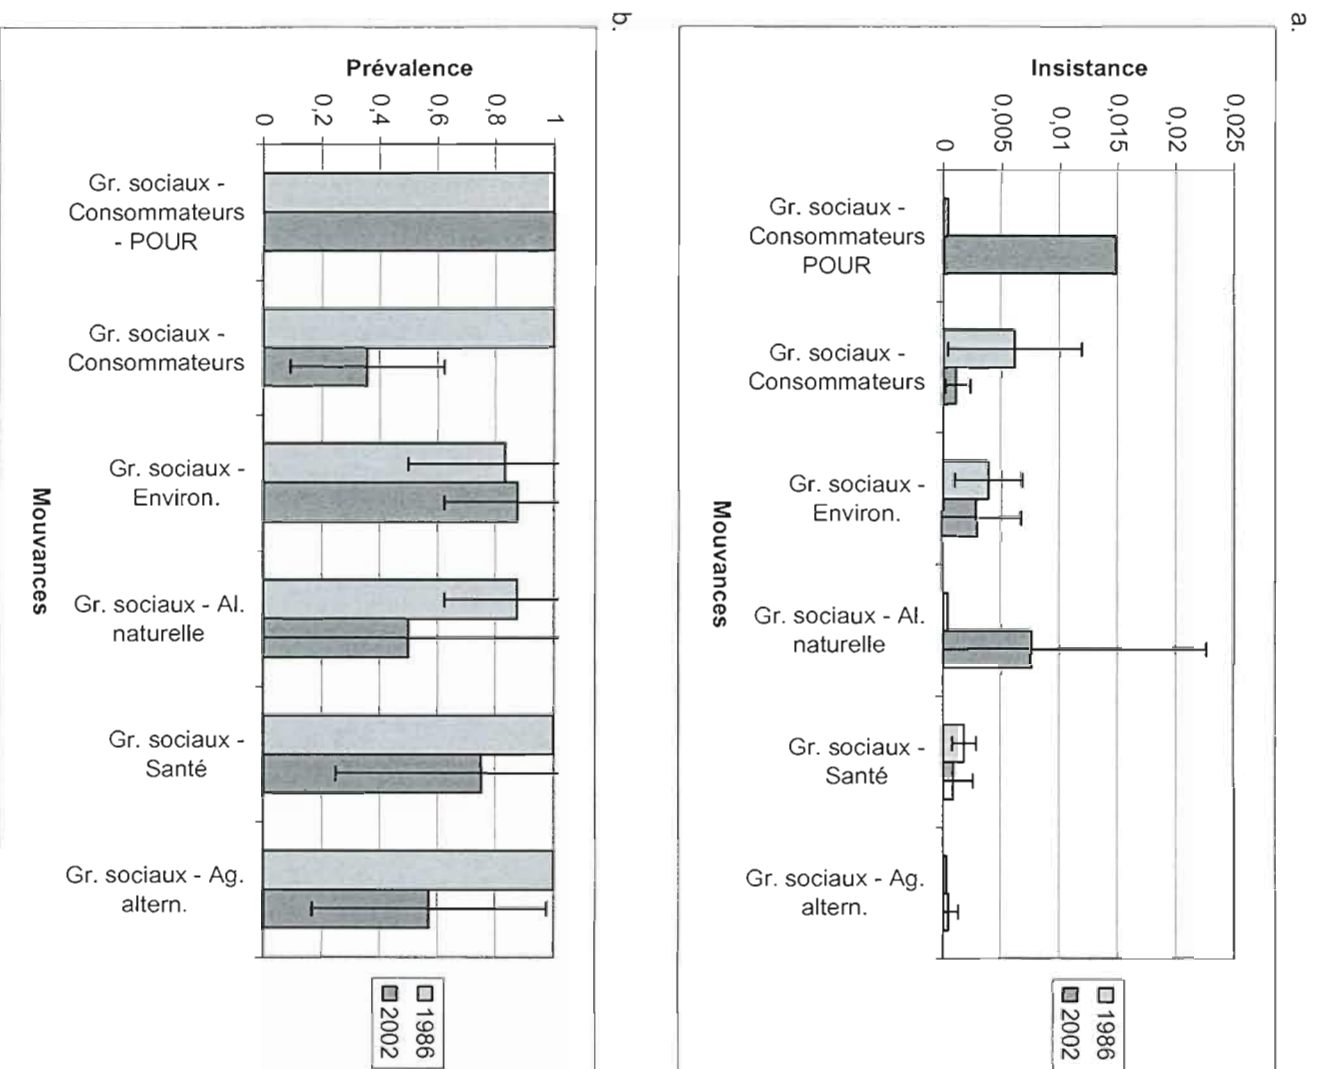 a.
Insistance
0
0,005
0,01
0,015
0,02
0,025
Gr. sociaux -
Consommateurs
POUR
Gr. sociaux -
Consommateurs
Gr. sociaux -
Environ.
Gr. sociaux - Al.
naturelle
Gr. sociaux -
Santé
Gr. sociaux - Ag.
altern.
Mouvances
1986
2002
b.
Prévalence
0
0,2
0,4
0,6
0,8
1
Gr. sociaux -
Consommateurs
- POUR
Gr. sociaux -
Consommateurs
Gr. sociaux -
Environ.
Gr. sociaux - Al.
naturelle
Gr. sociaux -
Santé
Gr. sociaux - Ag.
altern.
Mouvances
1986
2002